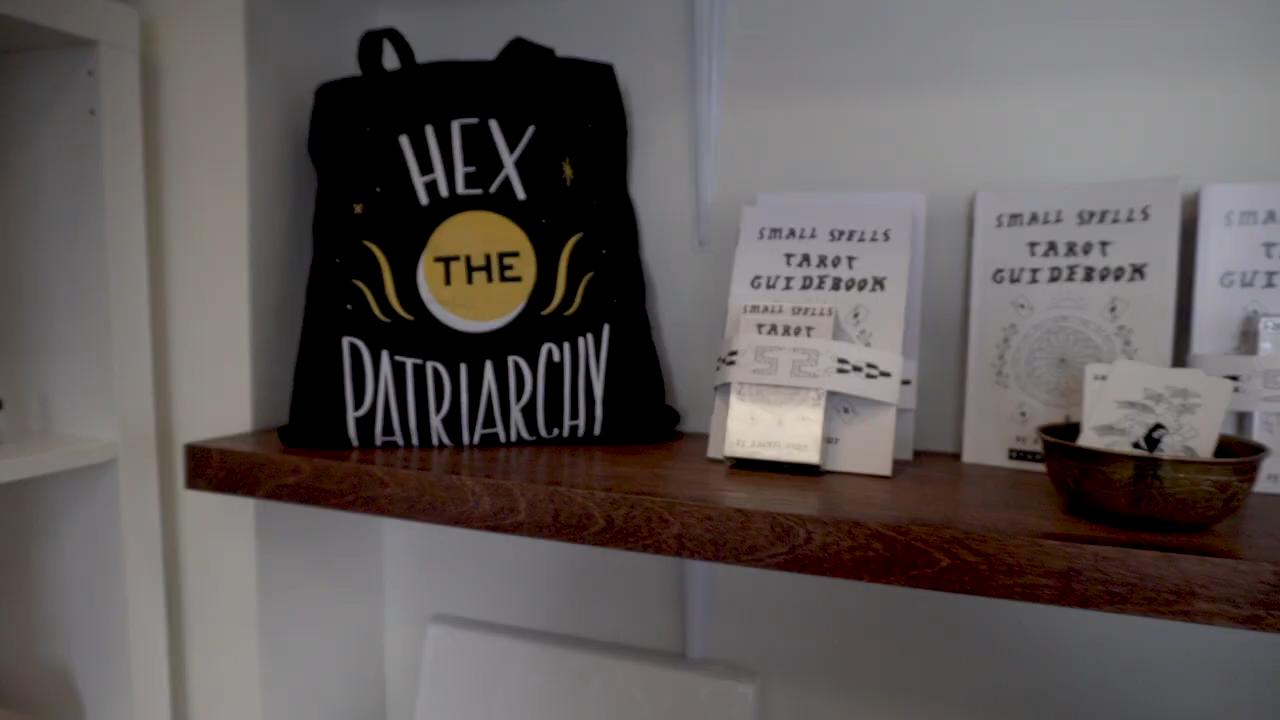 HEX
THE
PATRIARCHY
SMALL SPELLS
TAROT
GUIDEBOOK
SMALL SPELLS
TAROT
SMALL SPELLS
TAROT
GUIDEBOOK